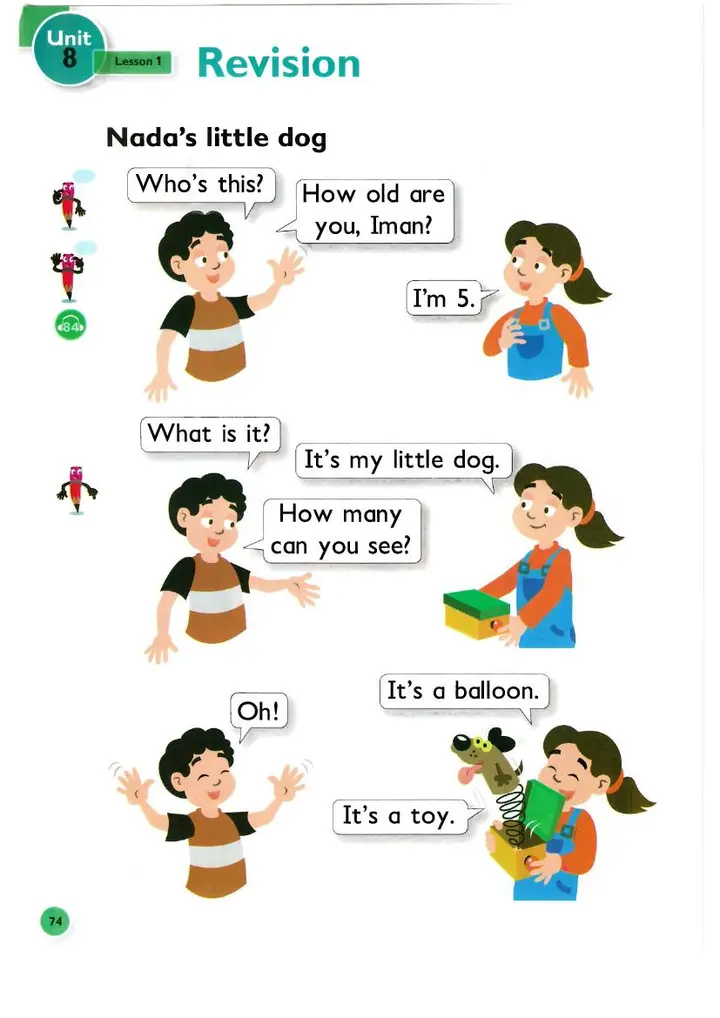 Unit
8
Lesson 1
Revision
Nada's little dog
Who's this?
How old are
you, Iman?
I'm 5.
84
What is it?
It's my little dog.
How many
can you see?
It's a balloon.
Oh!
It's a toy.
74